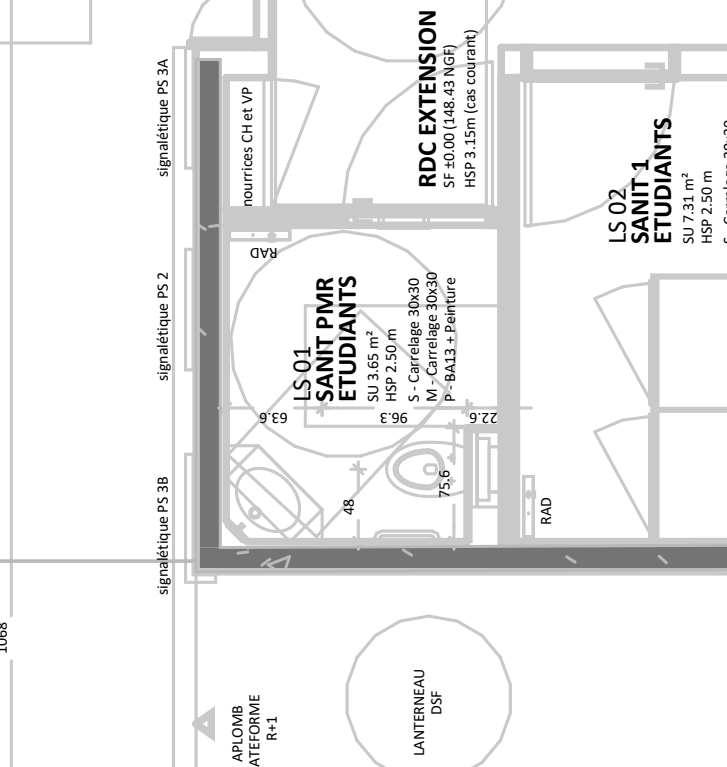 signalétique PS 3A
signalétique PS 2
signalétique PS 3B
nourrices CH et VP
RDC EXTENSION
SF ±0.00 (148.43 NGF)
HSP 3.15m (cas courant)
RAD
LS 01
SANIT PMR
ETUDIANTS
SU 3.65 m²
HSP 2.50 m
S - Carrelage 30x30
M - Carrelage 30x30
P - BA13 + Peinture
63.6
96.3
22.6
48
75.6
LS 02
SANIT 1
ETUDIANTS
SU 7.31 m²
HSP 2.50 m
RAD
1068
APLOMB
ATEFORME
R+1
LANTERNEAU
DSF